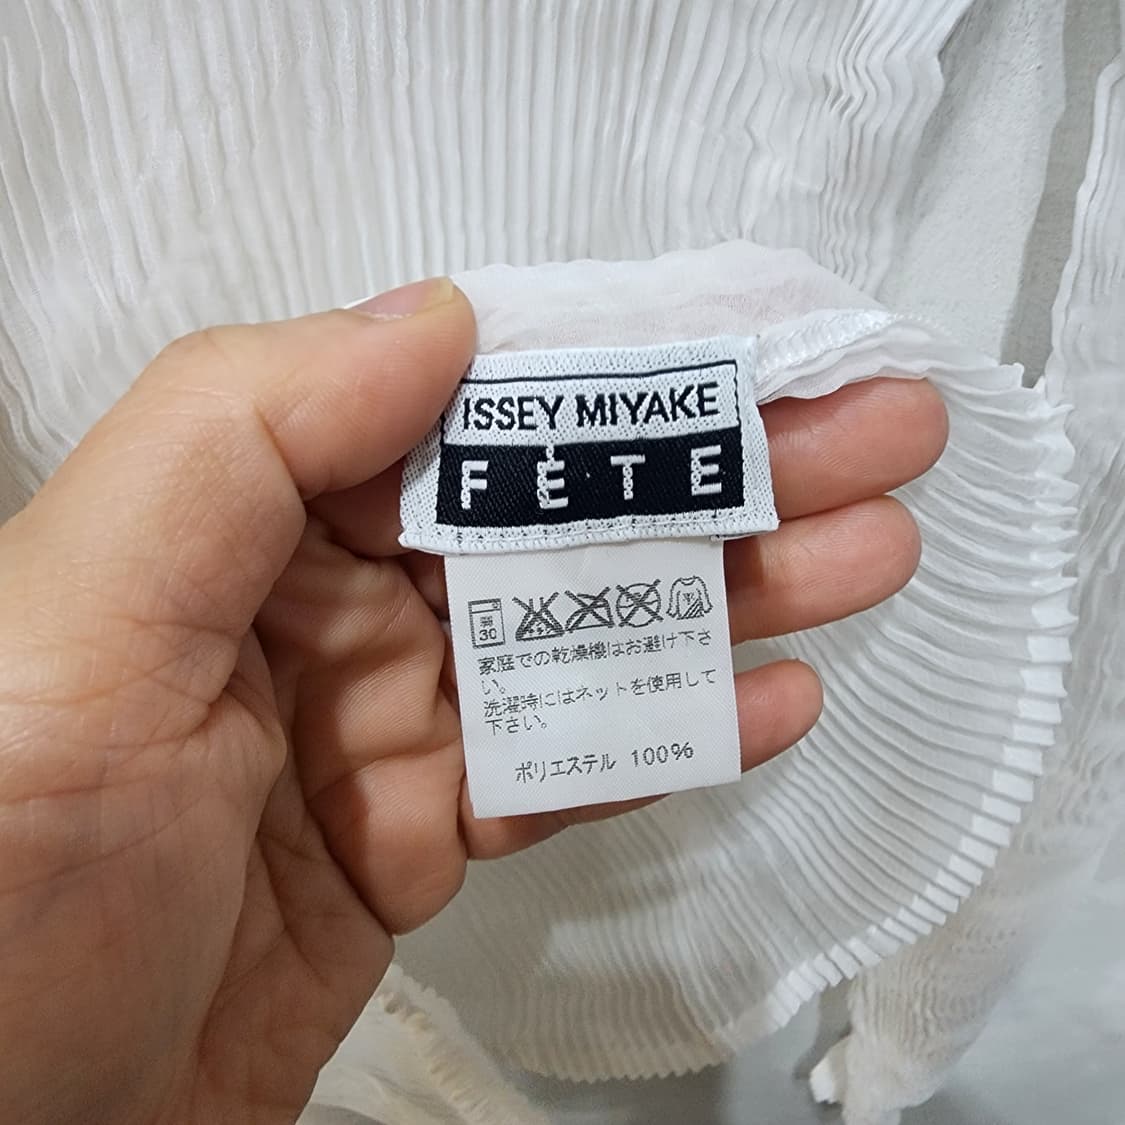 ISSEY MIYAKE
FÉTE
弱
30
家庭での乾燥機はお避け下さ
い。
洗濯時にはネットを使用して
下さい。
ポリエステル 100%